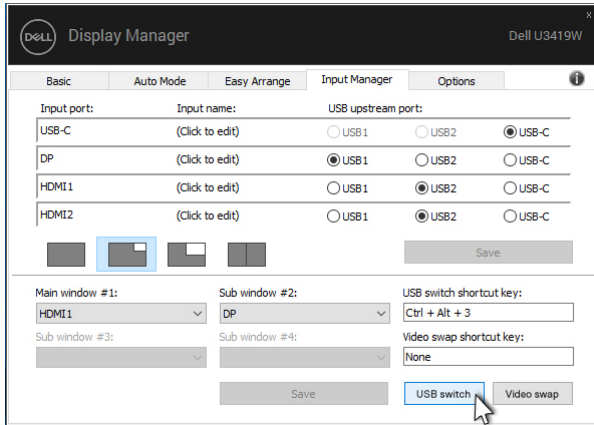 x
DELL Display Manager Dell U3419W
Basic Auto Mode Easy Arrange Input Manager Options i
Input port: Input name: USB upstream port:
USB-C (Click to edit) USB1 USB2 USB-C
DP (Click to edit) USB1 USB2 USB-C
HDMI1 (Click to edit) USB1 USB2 USB-C
HDMI2 (Click to edit) USB1 USB2 USB-C
Save
Main window #1: Sub window #2: USB switch shortcut key:
HDMI1 DP Ctrl + Alt + 3
Sub window #3: Sub window #4: Video swap shortcut key:
None
Save USB switch Video swap